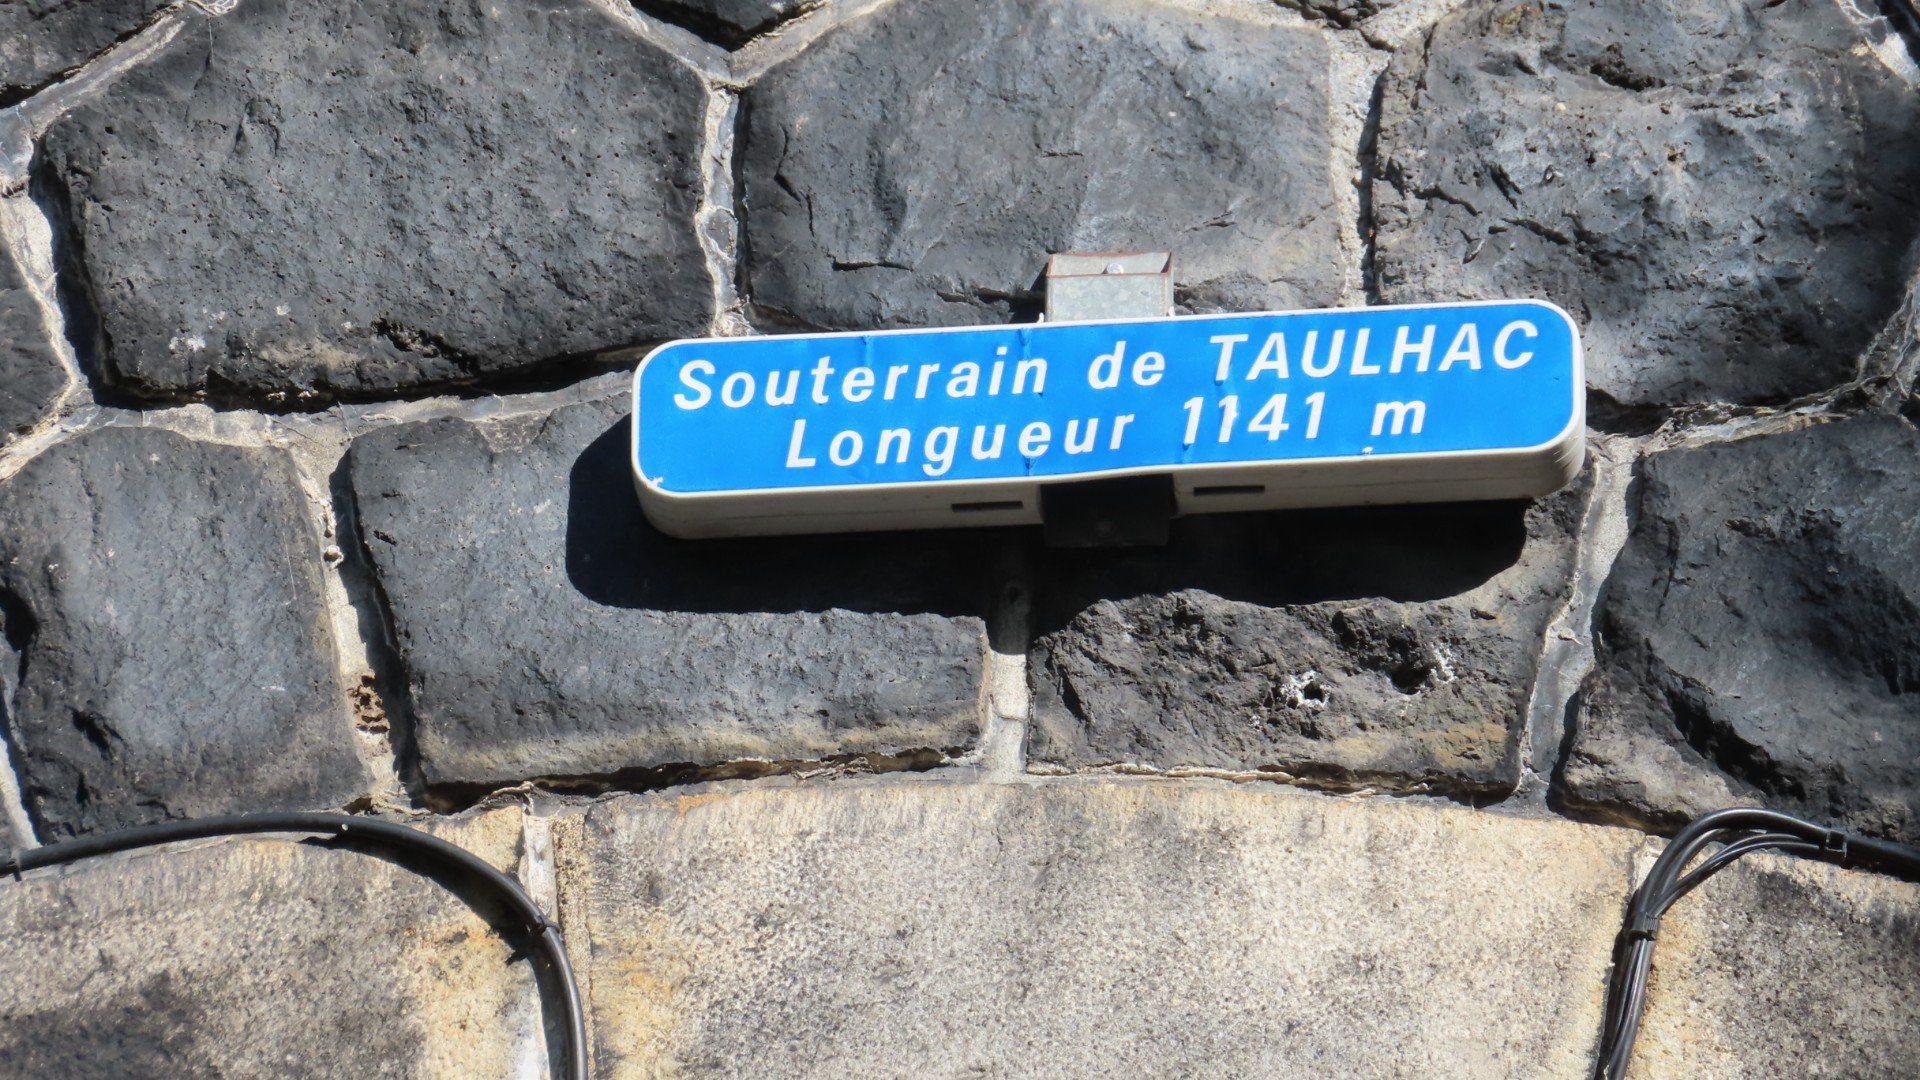 Souterrain de TAULHAC
Longueur 1141 m